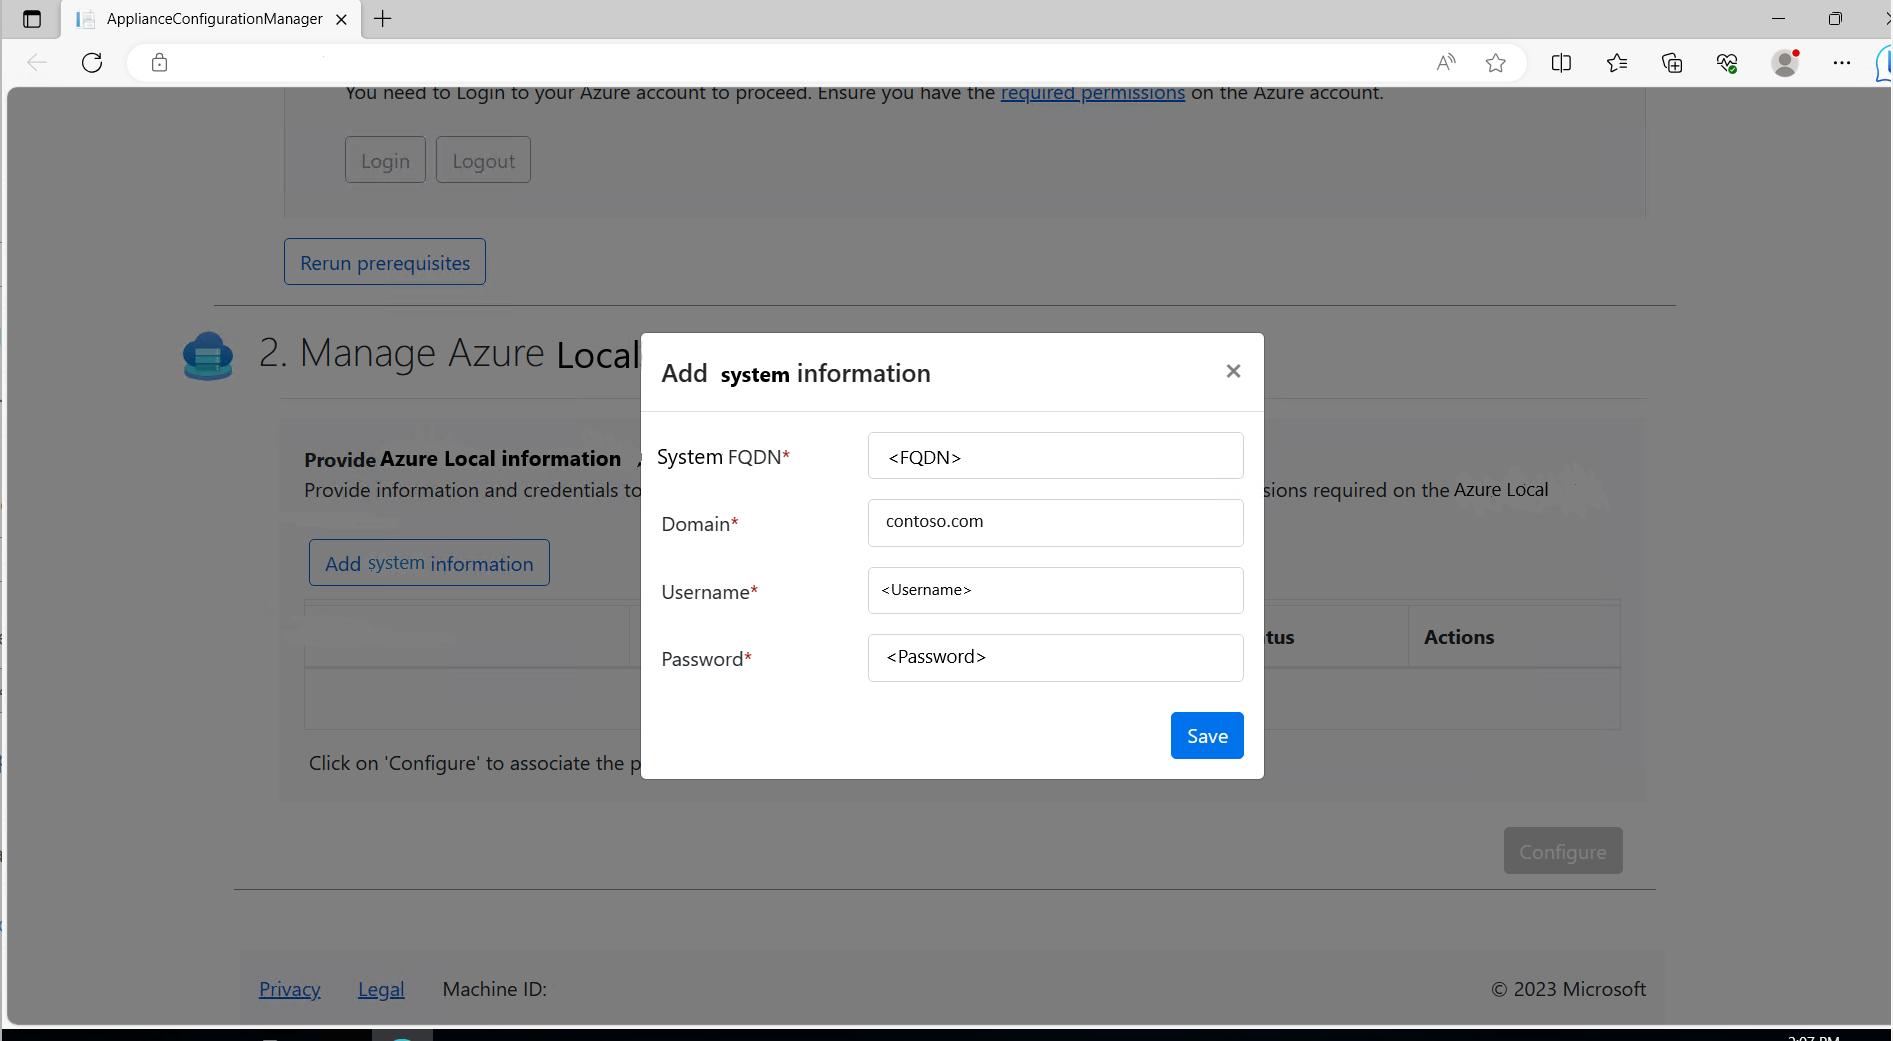 ApplianceConfigurationManager
You need to Login to your Azure account to proceed. Ensure you have the required permissions on the Azure account.
Login Logout
Rerun prerequisites
2. Manage Azure Local
Add system information
Provide Azure Local information
System FQDN* <FQDN>
Provide information and credentials to
sions required on the Azure Local
Domain* contoso.com
Add system information
Username* <Username>
tus Actions
Password* <Password>
Save
Click on 'Configure' to associate the p
Configure
Privacy Legal Machine ID: © 2023 Microsoft